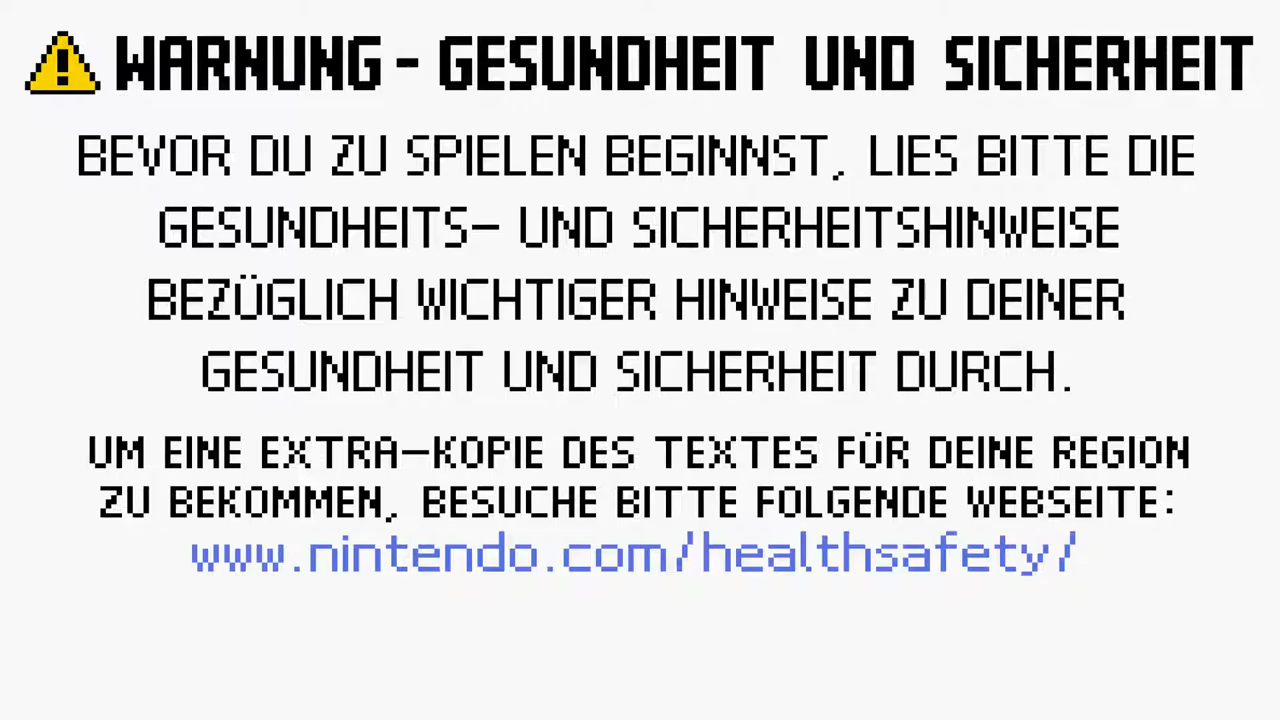 WARNUNG - GESUNDHEIT UND SICHERHEIT
BEVOR DU ZU SPIELEN BEGINNST, LIES BITTE DIE
GESUNDHEITS- UND SICHERHEITSHINWEISE
BEZÜGLICH WICHTIGER HINWEISE ZU DEINER
GESUNDHEIT UND SICHERHEIT DURCH.
UM EINE EXTRA-KOPIE DES TEXTES FÜR DEINE REGION
ZU BEKOMMEN, BESUCHE BITTE FOLGENDE WEBSEITE:
www.nintendo.com/healthsafety/